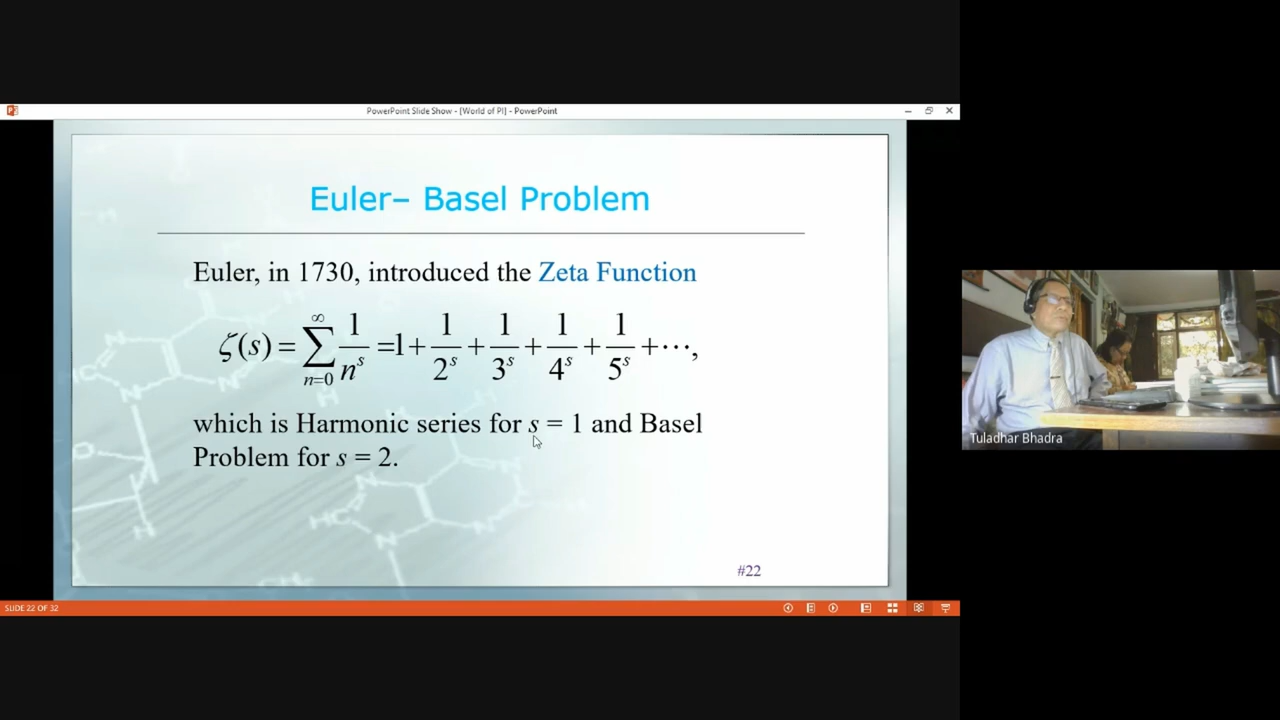 PowerPoint Slide Show - [World of PI] - PowerPoint
Euler– Basel Problem
Euler, in 1730, introduced the Zeta Function
ζ(s) = ∑_{n=0}^{∞} 1/n^s =1+ 1/2^s + 1/3^s + 1/4^s + 1/5^s +⋯,
which is Harmonic series for s = 1 and Basel
Problem for s = 2.
#22
SLIDE 22 OF 32
Tuladhar Bhadra